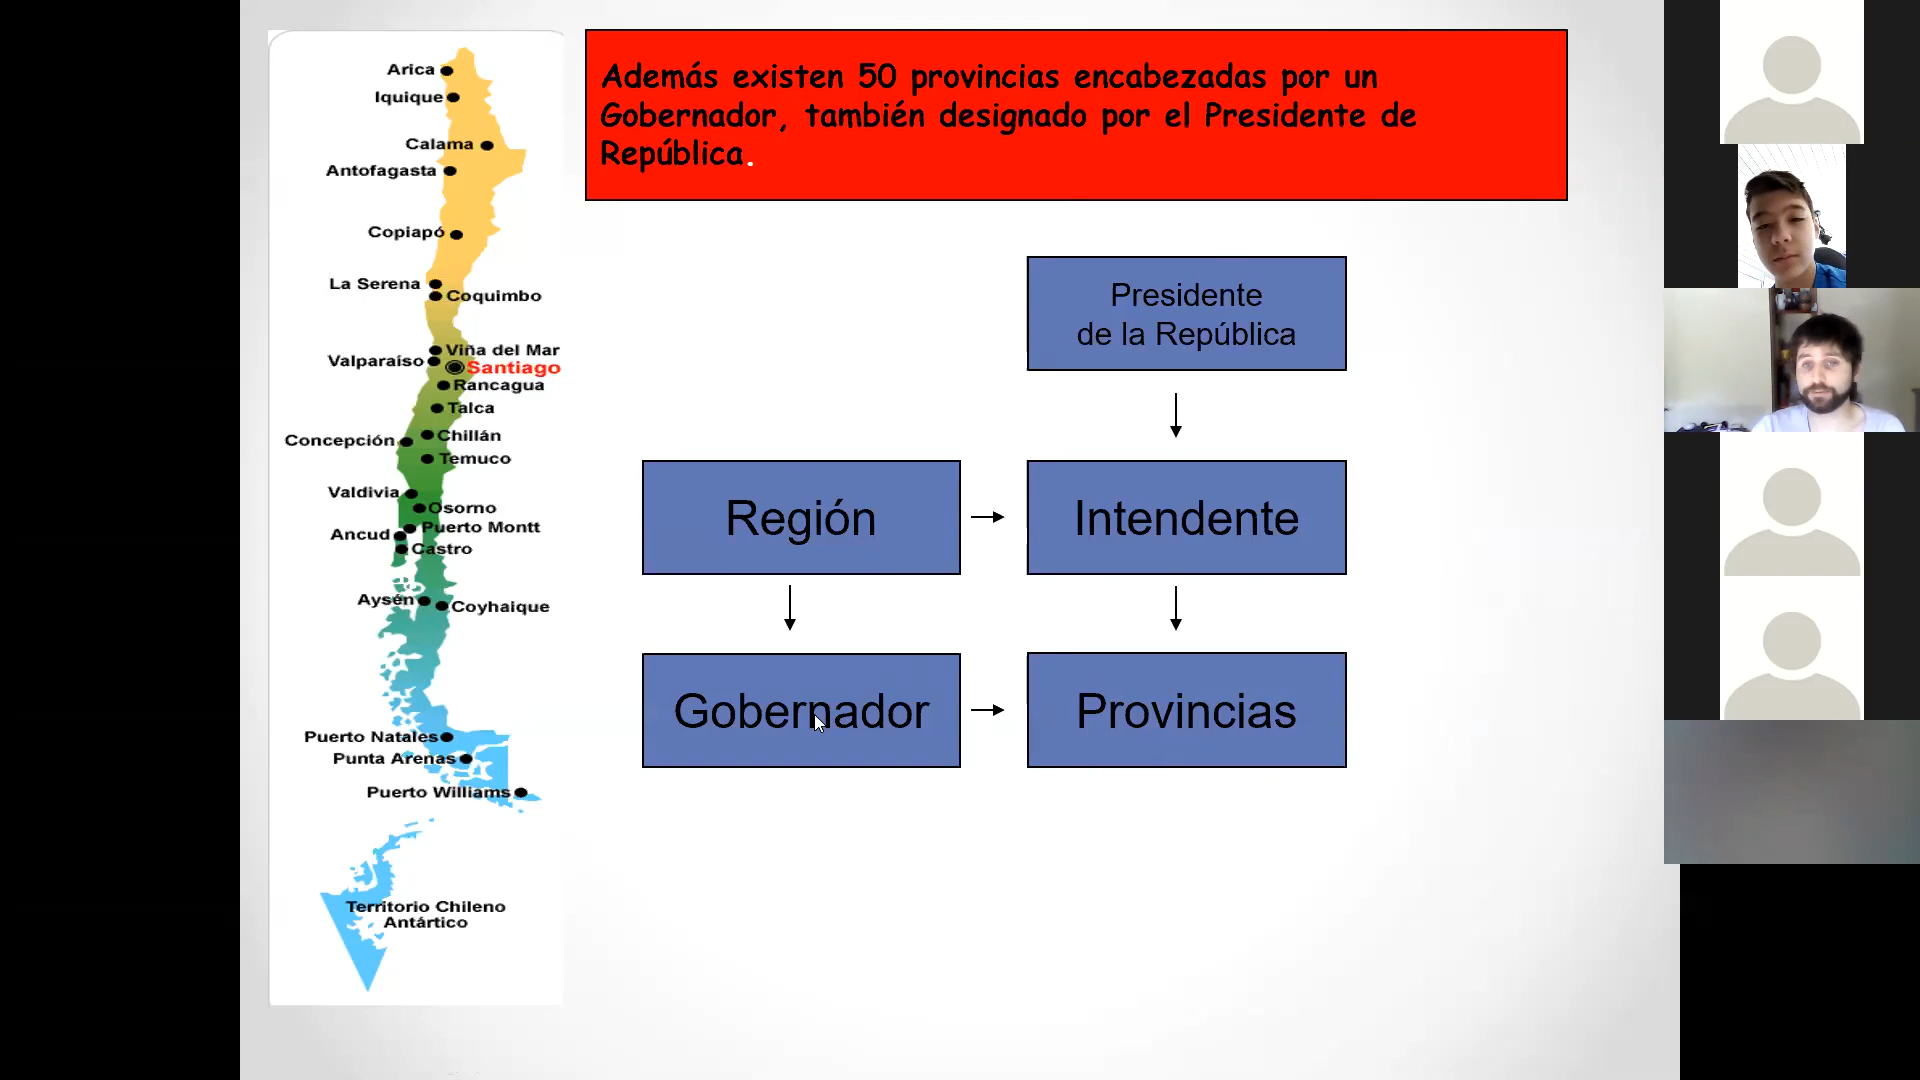 Además existen 50 provincias encabezadas por un
Gobernador, también designado por el Presidente de
República.
Arica
Iquique
Calama
Antofagasta
Copiapó
La Serena
Coquimbo
Viña del Mar
Valparaíso
Santiago
Rancagua
Talca
Chillán
Concepción
Temuco
Valdivia
Osorno
Puerto Montt
Ancud
Castro
Aysén
Coyhaique
Puerto Natales
Punta Arenas
Puerto Williams
Territorio Chileno
Antártico
Presidente
de la República
Región
Intendente
Gobernador
Provincias